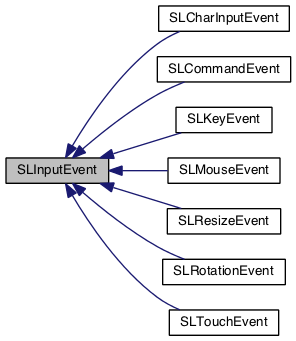 SLCharInputEvent
SLCommandEvent
SLKeyEvent
SLInputEvent
SLMouseEvent
SLResizeEvent
SLRotationEvent
SLTouchEvent